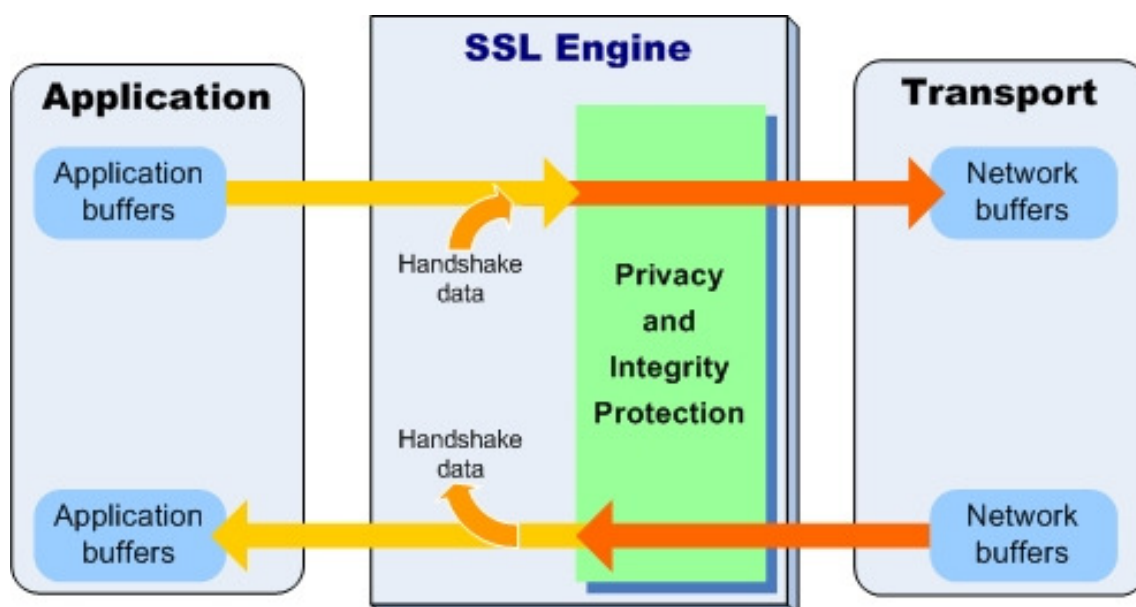 SSL Engine
Application
Transport
Application
buffers
Network
buffers
Handshake
data
Privacy
and
Integrity
Protection
Handshake
data
Application
buffers
Network
buffers